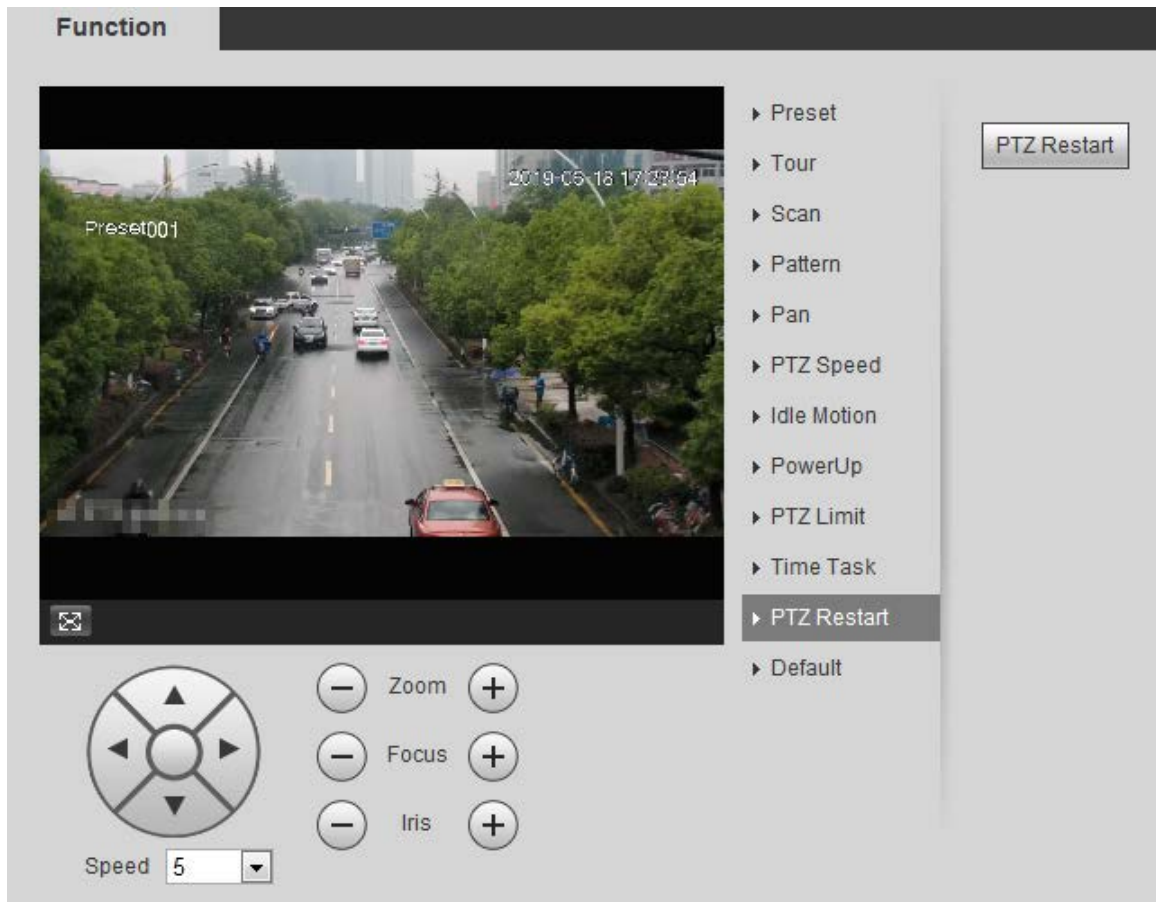 Function
2019-05-18 17:23:54
Preset001
Preset
Tour
Scan
Pattern
Pan
PTZ Speed
Idle Motion
PowerUp
PTZ Limit
Time Task
PTZ Restart
Default
PTZ Restart
Zoom
Focus
Iris
Speed 5